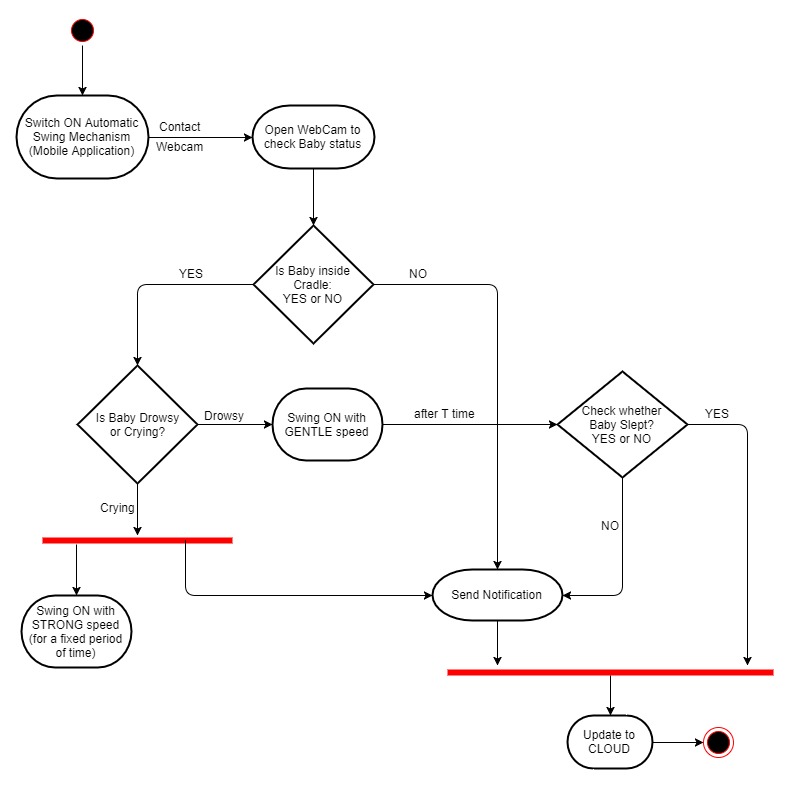 Switch ON Automatic
Swing Mechanism
(Mobile Application)
Contact
Webcam
Open WebCam to
check Baby status
Is Baby inside
Cradle:
YES or NO
YES
NO
Is Baby Drowsy
or Crying?
Drowsy
Swing ON with
GENTLE speed
after T time
Check whether
Baby Slept?
YES or NO
YES
Crying
NO
Swing ON with
STRONG speed
(for a fixed period
of time)
Send Notification
Update to
CLOUD